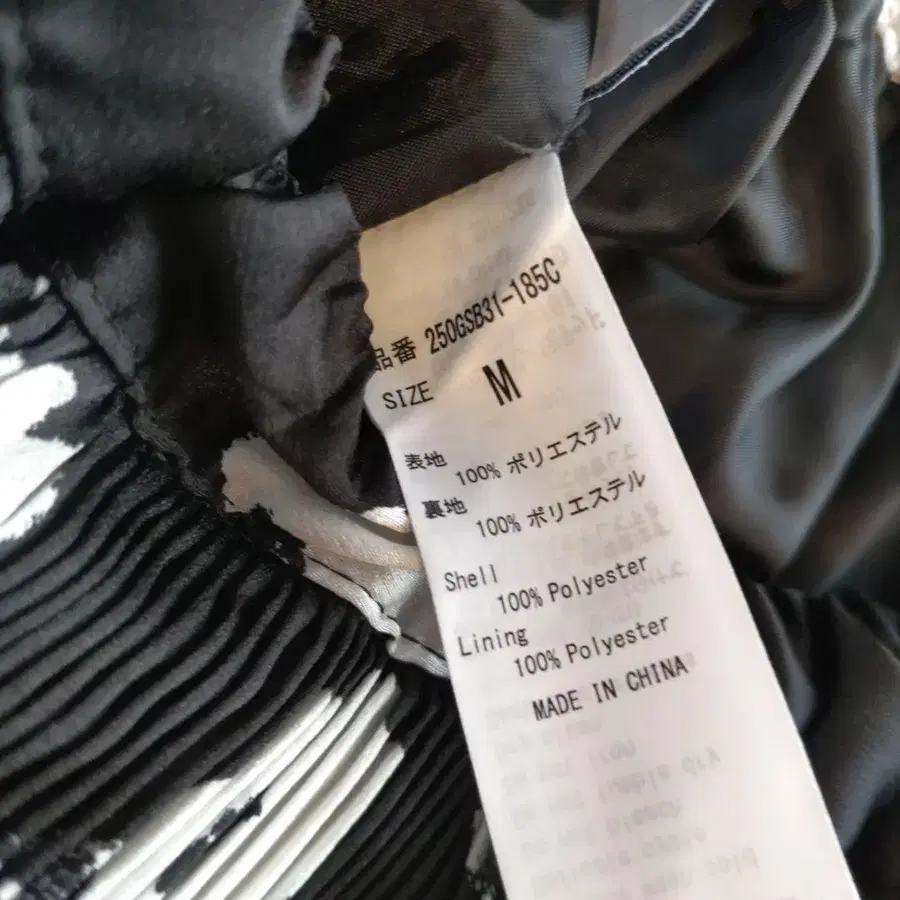 品番 250GSB31-185C
SIZE M
表地
100% ポリエステル
裏地
100% ポリエステル
Shell
100% Polyester
Lining
100% Polyester
MADE IN CHINA